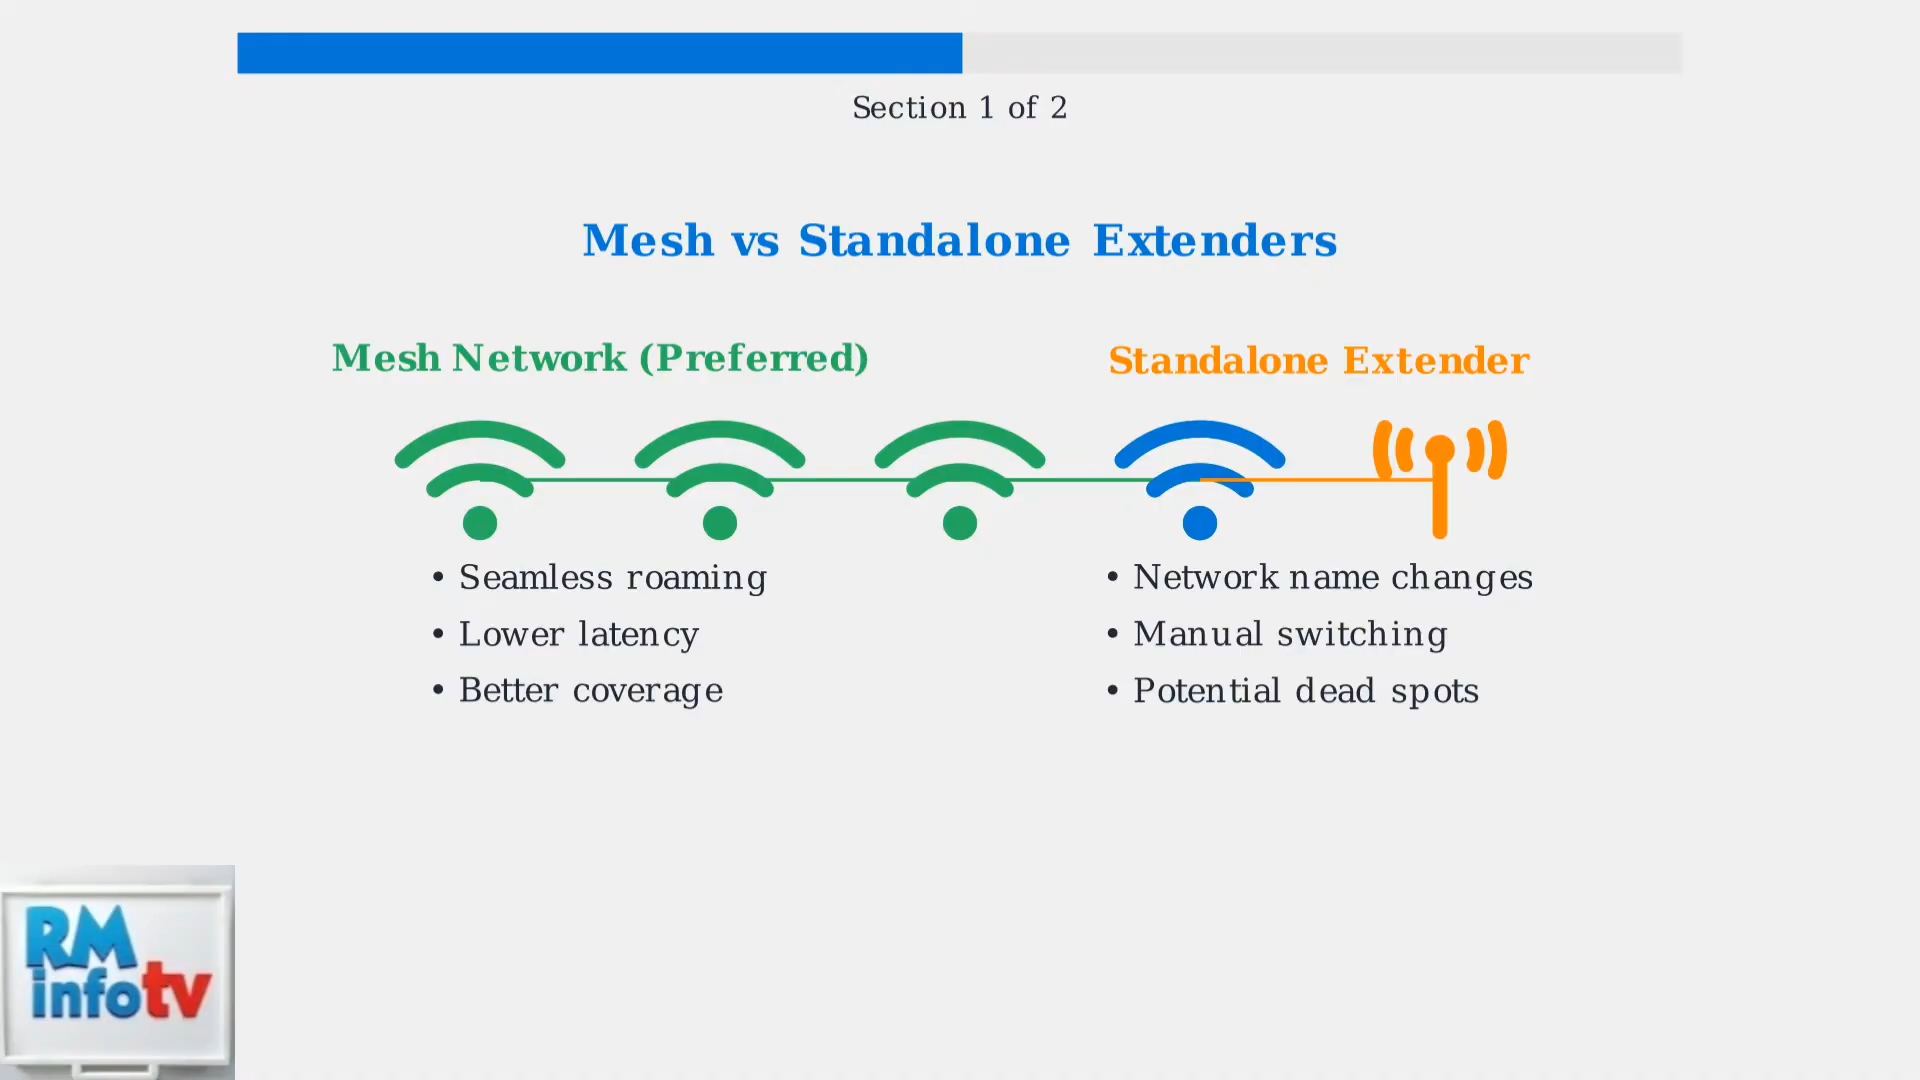 Section 1 of 2
Mesh vs Standalone Extenders
Mesh Network (Preferred)
• Seamless roaming
• Lower latency
• Better coverage
Standalone Extender
• Network name changes
• Manual switching
• Potential dead spots
RM
infotv